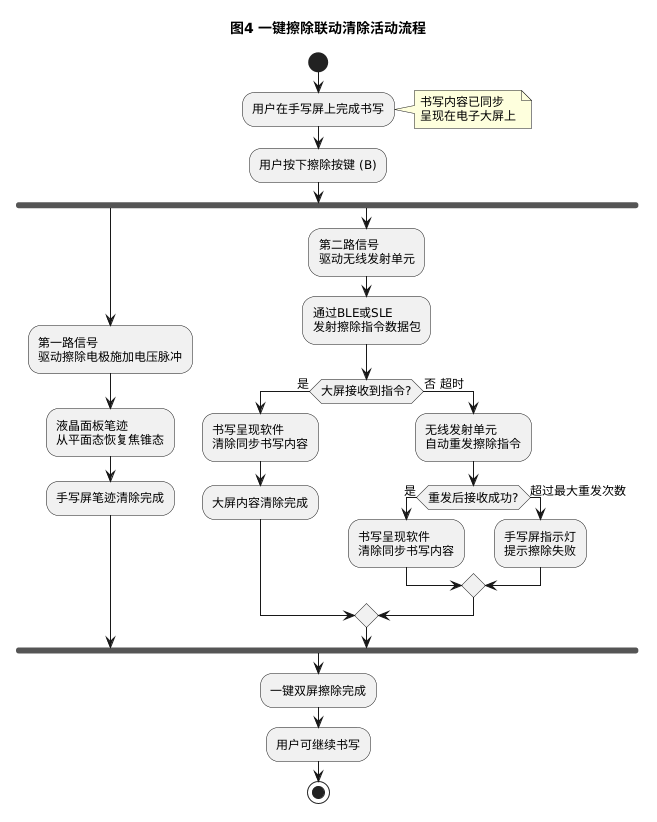 图4 一键擦除联动清除活动流程
用户在手写屏上完成书写
书写内容已同步
呈现在电子大屏上
用户按下擦除按键 (B)
第一路信号
驱动擦除电极施加电压脉冲
液晶面板笔迹
从平面态恢复焦锥态
手写屏笔迹清除完成
第二路信号
驱动无线发射单元
通过BLE或SLE
发射擦除指令数据包
大屏接收到指令?
是
否 超时
书写呈现软件
清除同步书写内容
大屏内容清除完成
无线发射单元
自动重发擦除指令
重发后接收成功?
是
超过最大重发次数
书写呈现软件
清除同步书写内容
手写屏指示灯
提示擦除失败
一键双屏擦除完成
用户可继续书写